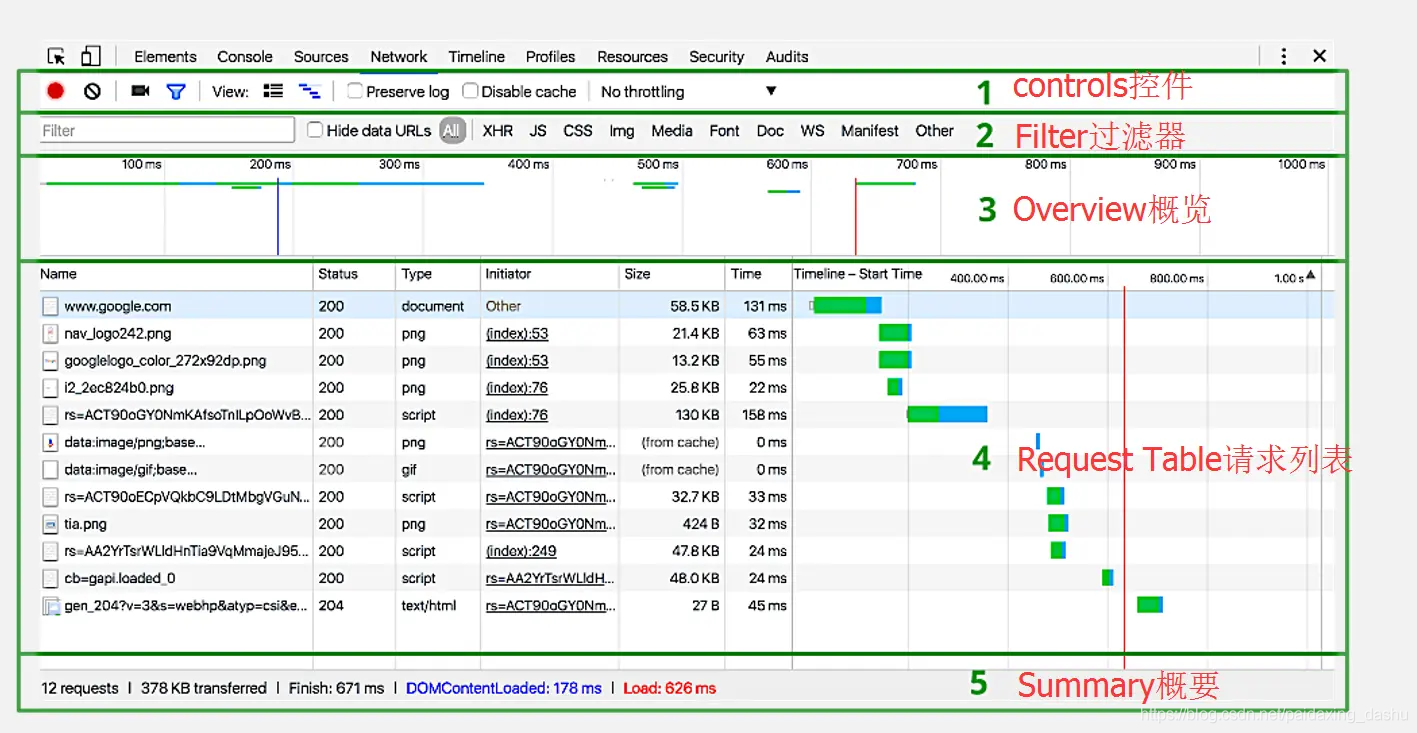 Elements Console Sources Network Timeline Profiles Resources Security Audits
View: Preserve log Disable cache No throttling 1 controls控件
Filter Hide data URLs All XHR JS CSS Img Media Font Doc WS Manifest Other 2 Filter过滤器
100 ms 200 ms 300 ms 400 ms 500 ms 600 ms 700 ms 800 ms 900 ms 1000 ms
3 Overview概览
Name Status Type Initiator Size Time Timeline – Start Time 400.00 ms 600.00 ms 800.00 ms 1.00 s
www.google.com 200 document Other 58.5 KB 131 ms
nav_logo242.png 200 png (index):53 21.4 KB 63 ms
googlelogo_color_272x92dp.png 200 png (index):53 13.2 KB 55 ms
i2_2ec824b0.png 200 png (index):76 25.8 KB 22 ms
rs=ACT90oGY0NmKAfsoTnILpOoWvB... 200 script (index):76 130 KB 158 ms
data:image/png;base... 200 png rs=ACT90oGY0Nm... (from cache) 0 ms
4 Request Table请求列表
data:image/gif;base... 200 gif rs=ACT90oGY0Nm... (from cache) 0 ms
rs=ACT90oECpVQkbC9LDtMbgVGuN... 200 script rs=ACT90oGY0Nm... 32.7 KB 33 ms
tia.png 200 png rs=ACT90oGY0Nm... 424 B 32 ms
rs=AA2YrTsrWLldHnTia9VqMmajeJ95... 200 script (index):249 47.8 KB 24 ms
cb=gapi.loaded_0 200 script rs=AA2YrTsrWLldH... 48.0 KB 24 ms
gen_204?v=3&s=webhp&atyp=csi&e... 204 text/html rs=ACT90oGY0Nm... 27 B 45 ms
12 requests | 378 KB transferred | Finish: 671 ms | DOMContentLoaded: 178 ms | Load: 626 ms 5 Summary概要
https://blog.csdn.net/paidaxing_dashu